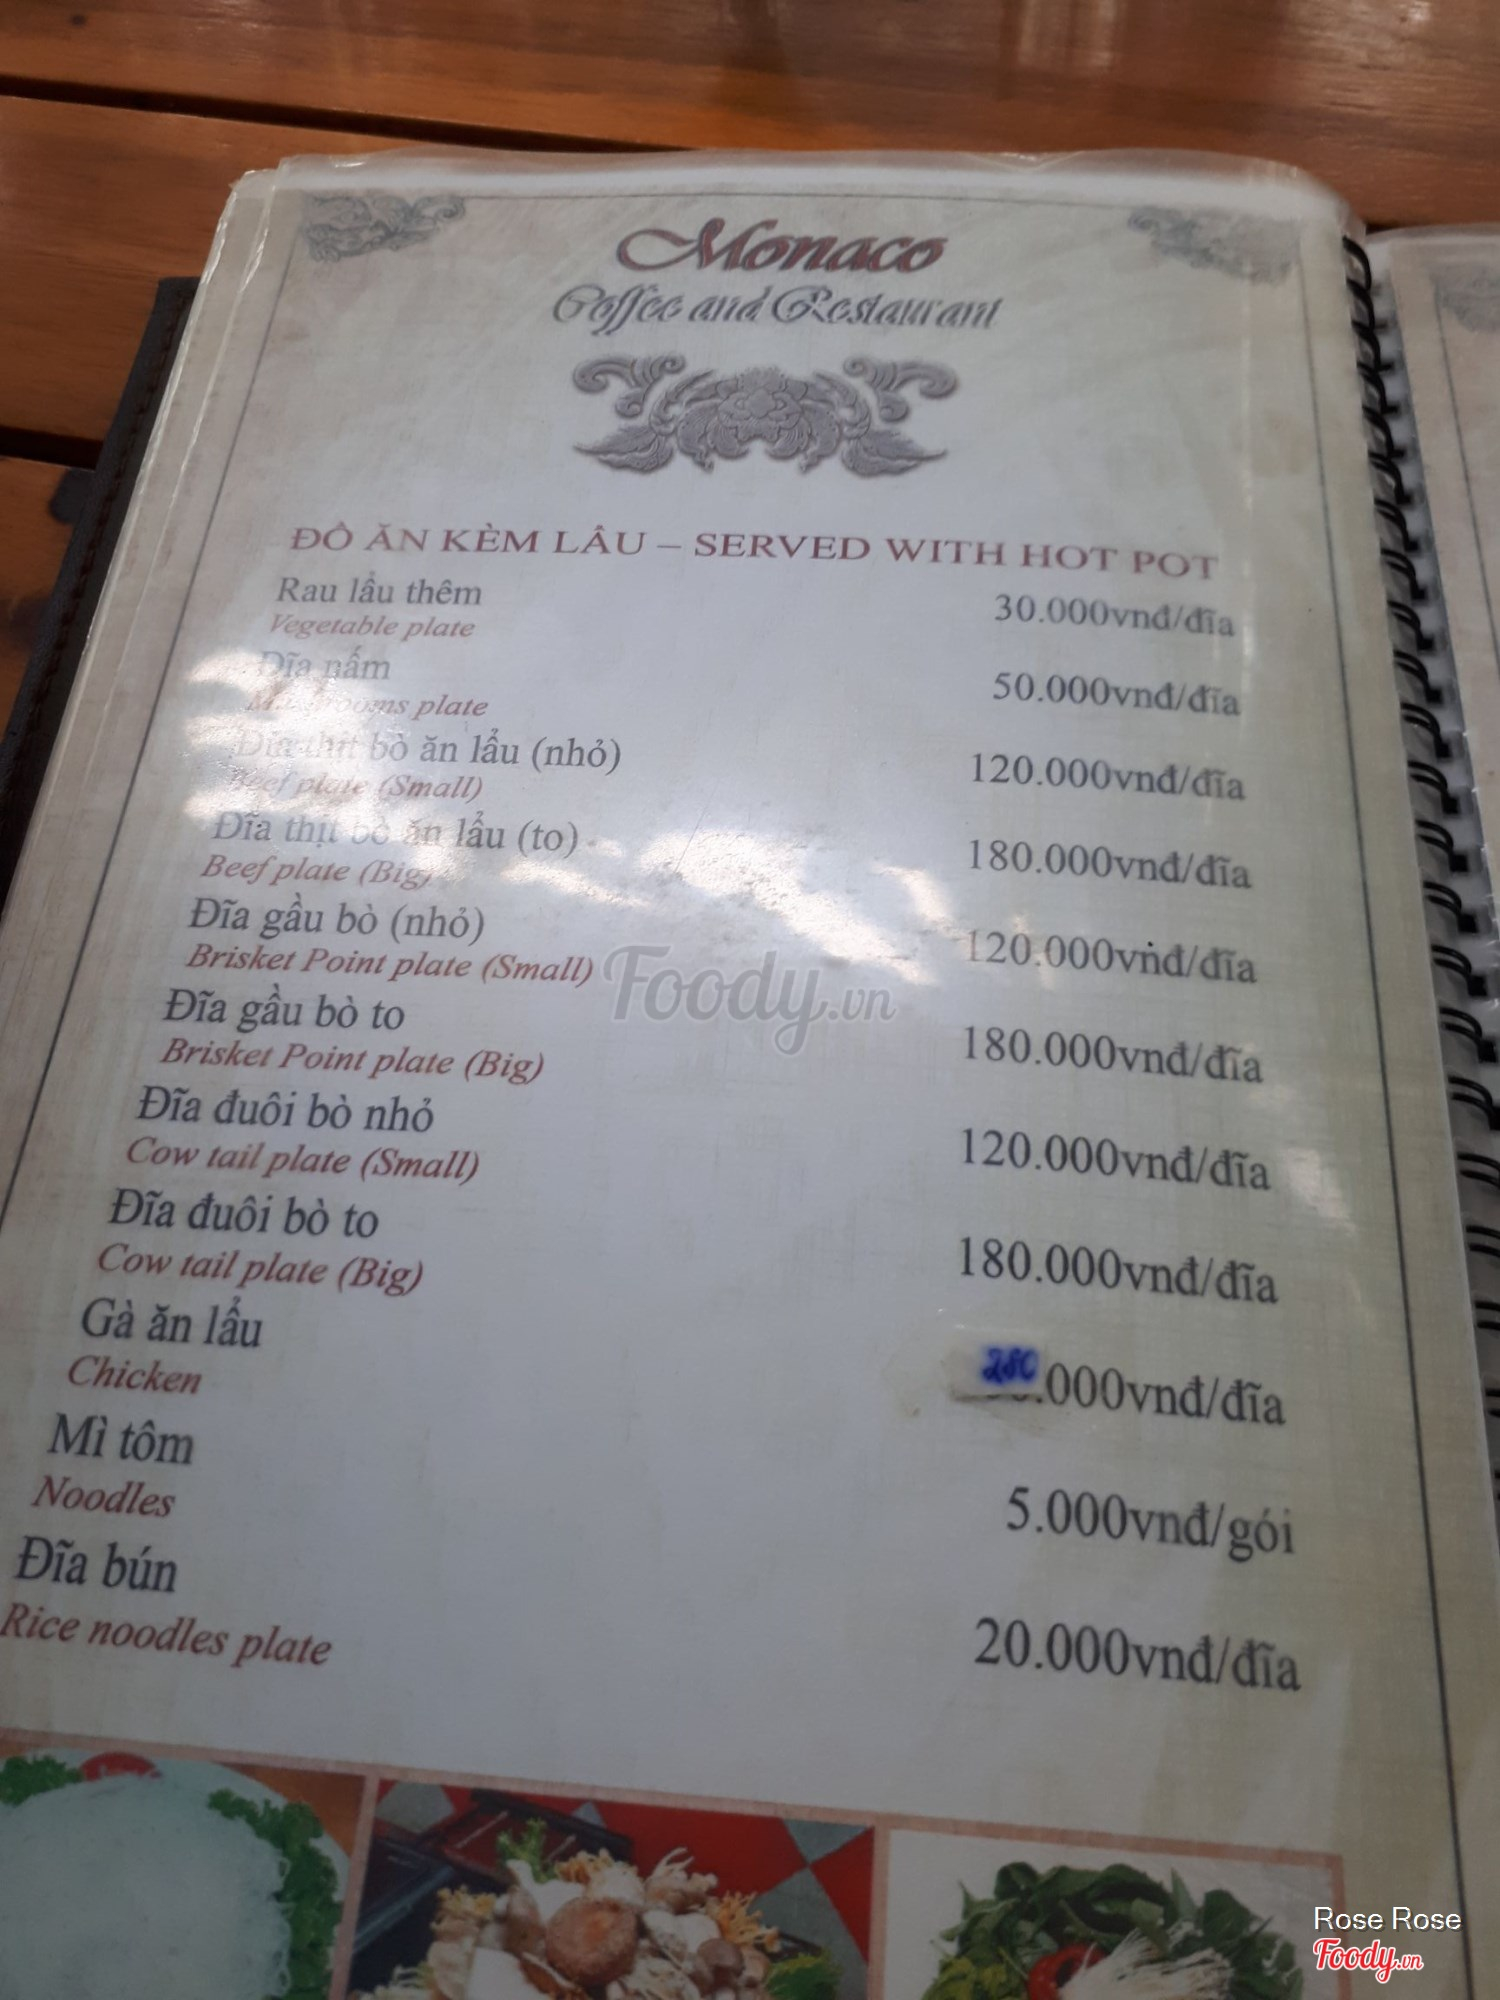 Monaco
Coffee and Restaurant
ĐỒ ĂN KÈM LẨU – SERVED WITH HOT POT
Rau lẩu thêm 30.000vnđ/đĩa
Vegetable plate
Đĩa nấm 50.000vnđ/đĩa
Mushrooms plate
Đĩa thịt bò ăn lẩu (nhỏ) 120.000vnđ/đĩa
Beef plate (Small)
Đĩa thịt bò ăn lẩu (to) 180.000vnđ/đĩa
Beef plate (Big)
Đĩa gầu bò (nhỏ) 120.000vnđ/đĩa
Brisket Point plate (Small)
Đĩa gầu bò to 180.000vnđ/đĩa
Brisket Point plate (Big)
Đĩa đuôi bò nhỏ 120.000vnđ/đĩa
Cow tail plate (Small)
Đĩa đuôi bò to 180.000vnđ/đĩa
Cow tail plate (Big)
Gà ăn lẩu .000vnđ/đĩa
Chicken
Mì tôm 5.000vnđ/gói
Noodles
Đĩa bún 20.000vnđ/đĩa
Rice noodles plate
Foody.vn
Rose Rose
Foody.vn